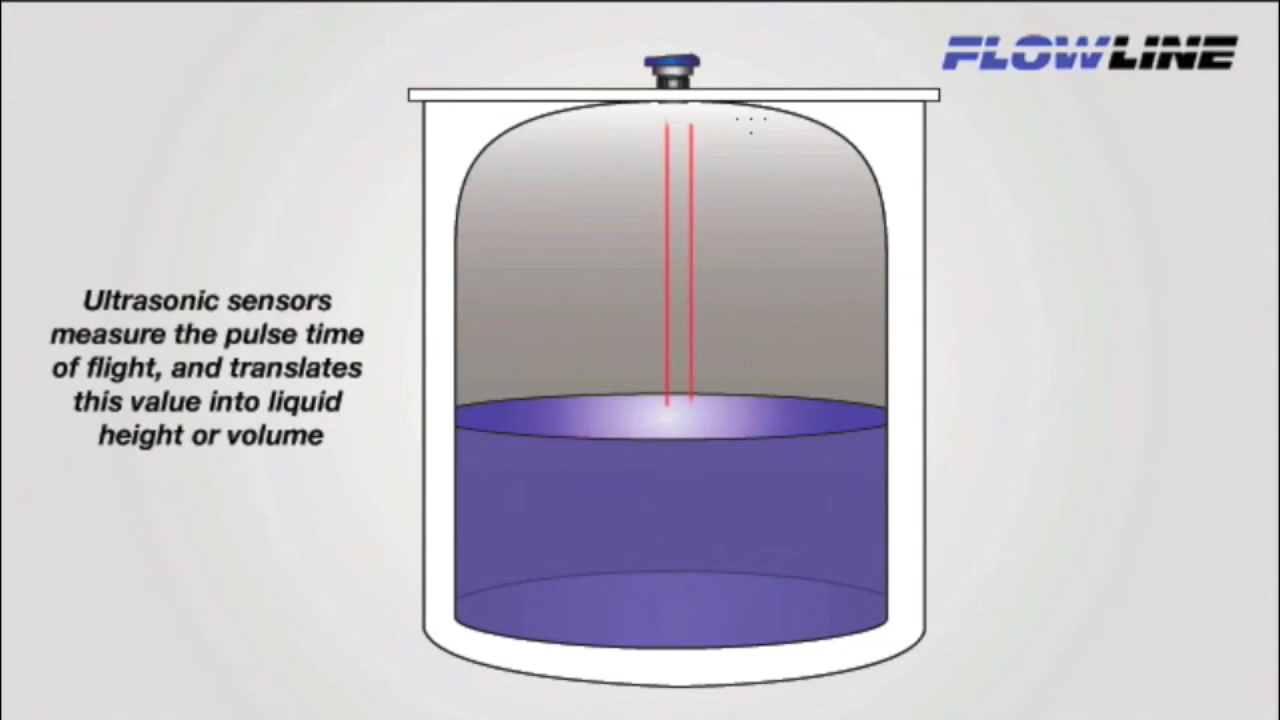 FLOWLINE
Ultrasonic sensors
measure the pulse time
of flight, and translates
this value into liquid
height or volume